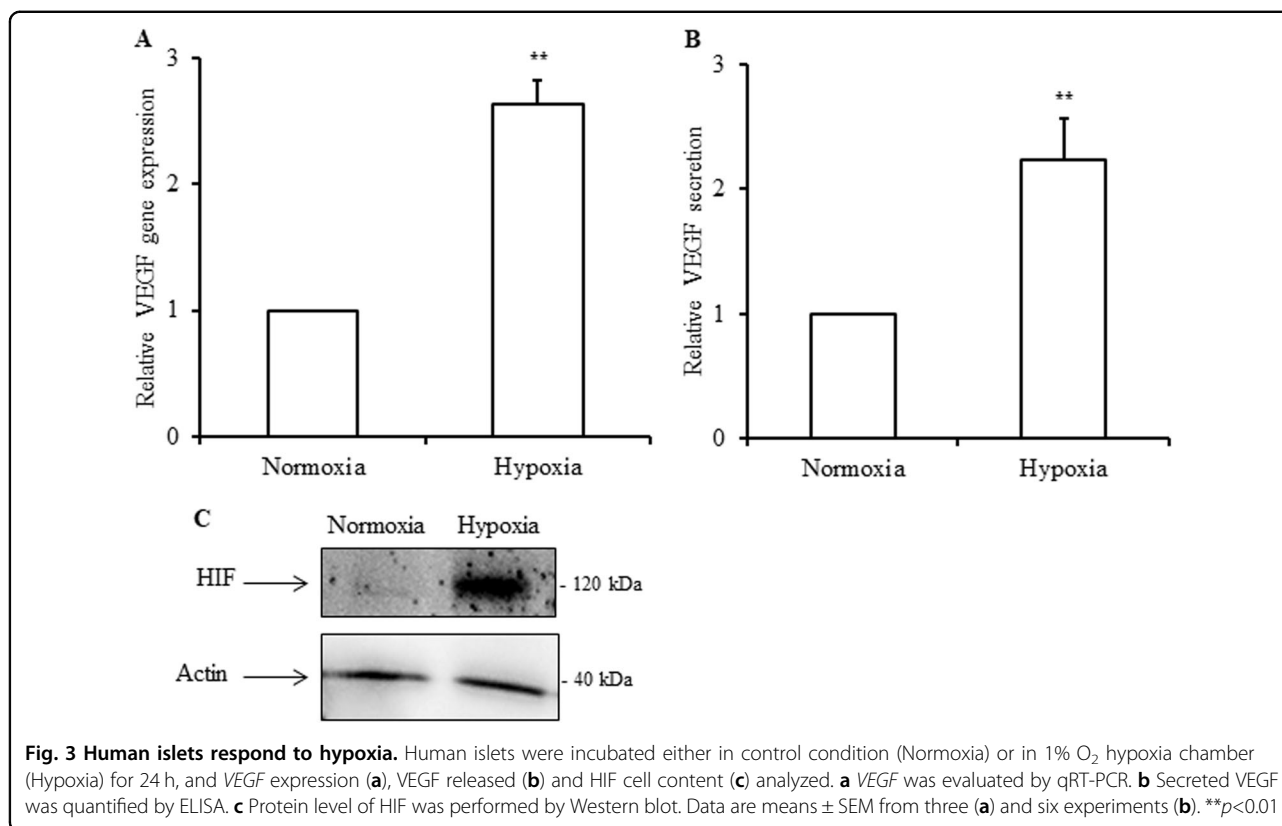 A
3
**
2
1
0
Relative VEGF gene expression
Normoxia
Hypoxia
B
3
**
2
1
0
Relative VEGF secretion
Normoxia
Hypoxia
C
Normoxia Hypoxia
HIF
- 120 kDa
Actin
- 40 kDa
Fig. 3 Human islets respond to hypoxia. Human islets were incubated either in control condition (Normoxia) or in 1% O₂ hypoxia chamber
(Hypoxia) for 24 h, and VEGF expression (a), VEGF released (b) and HIF cell content (c) analyzed. a VEGF was evaluated by qRT-PCR. b Secreted VEGF
was quantified by ELISA. c Protein level of HIF was performed by Western blot. Data are means ± SEM from three (a) and six experiments (b). **p<0.01